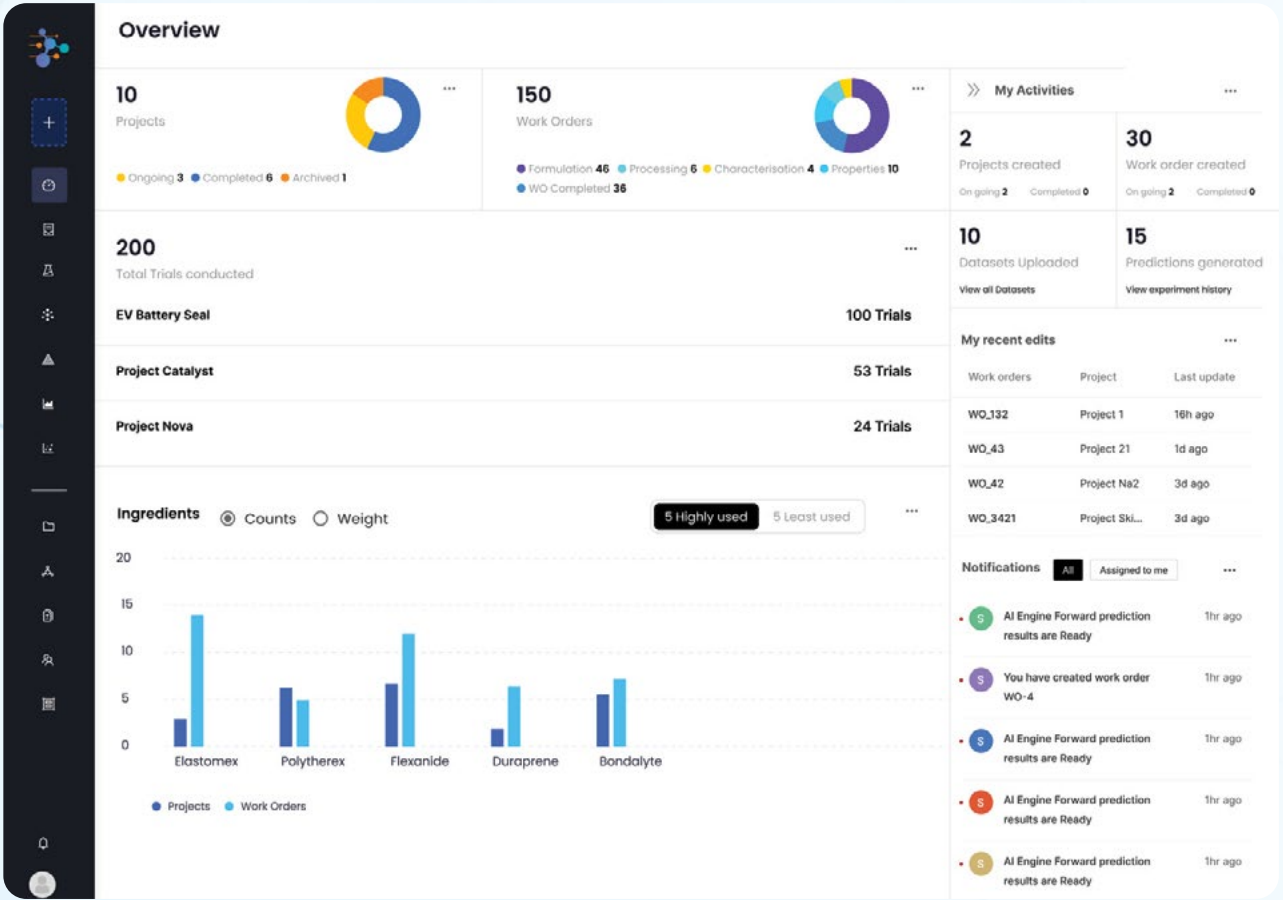 Overview
10
Projects
Ongoing 3 Completed 6 Archived 1
150
Work Orders
Formulation 46 Processing 6 Characterisation 4 Properties 10
WO Completed 36
200
Total Trials conducted
EV Battery Seal 100 Trials
Project Catalyst 53 Trials
Project Nova 24 Trials
Ingredients Counts Weight 5 Highly used 5 Least used
20
15
10
5
0
Elastomex Polytherex Flexanide Duraprene Bondalyte
Projects Work Orders
My Activities
2
Projects created
On going 2 Completed 0
30
Work order created
On going 2 Completed 0
10
Datasets Uploaded
View all Datasets
15
Predictions generated
View experiment history
My recent edits
Work orders Project Last update
WO_132 Project 1 16h ago
WO_43 Project 21 1d ago
WO_42 Project Na2 3d ago
WO_3421 Project Ski... 3d ago
Notifications All Assigned to me
S AI Engine Forward prediction 1hr ago
results are Ready
S You have created work order 1hr ago
WO-4
S AI Engine Forward prediction 1hr ago
results are Ready
S AI Engine Forward prediction 1hr ago
results are Ready
S AI Engine Forward prediction 1hr ago
results are Ready